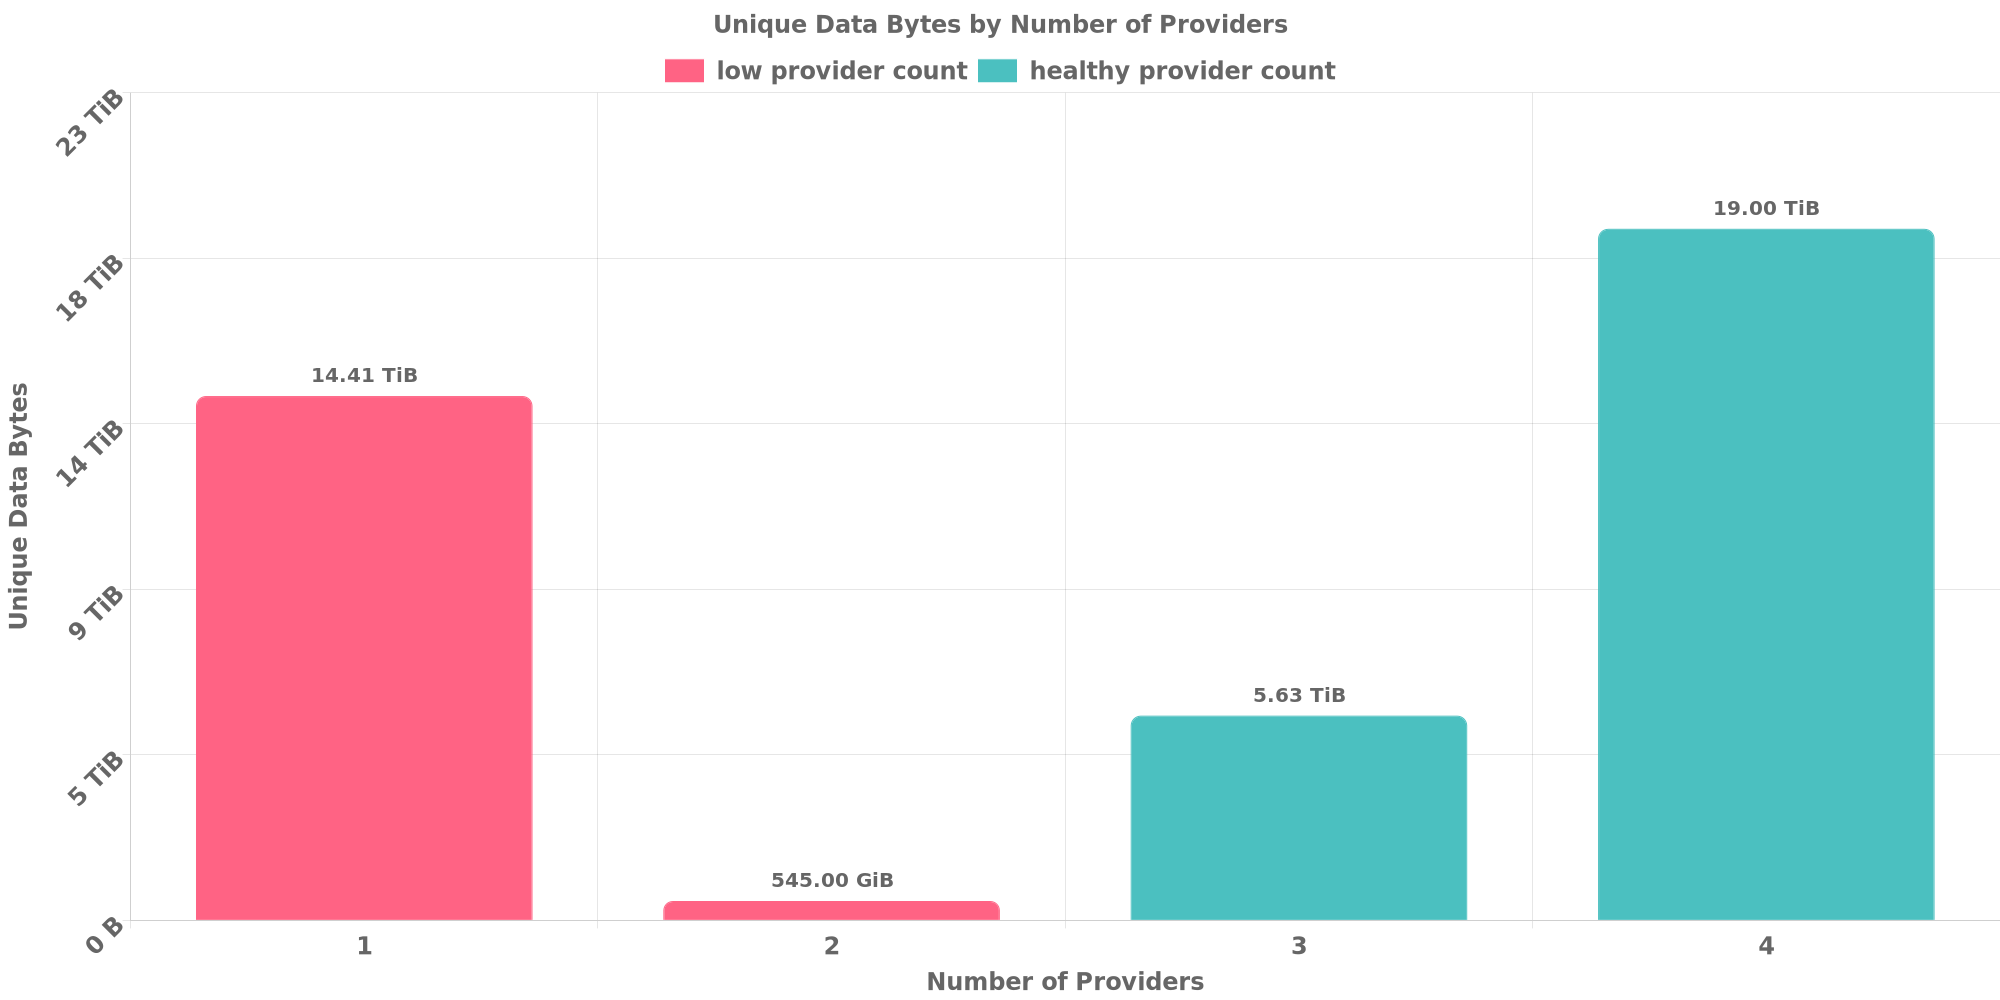 Unique Data Bytes by Number of Providers
low provider count healthy provider count
23 TiB
18 TiB
14 TiB
9 TiB
5 TiB
0 B
Unique Data Bytes
14.41 TiB
545.00 GiB
5.63 TiB
19.00 TiB
1 2 3 4
Number of Providers